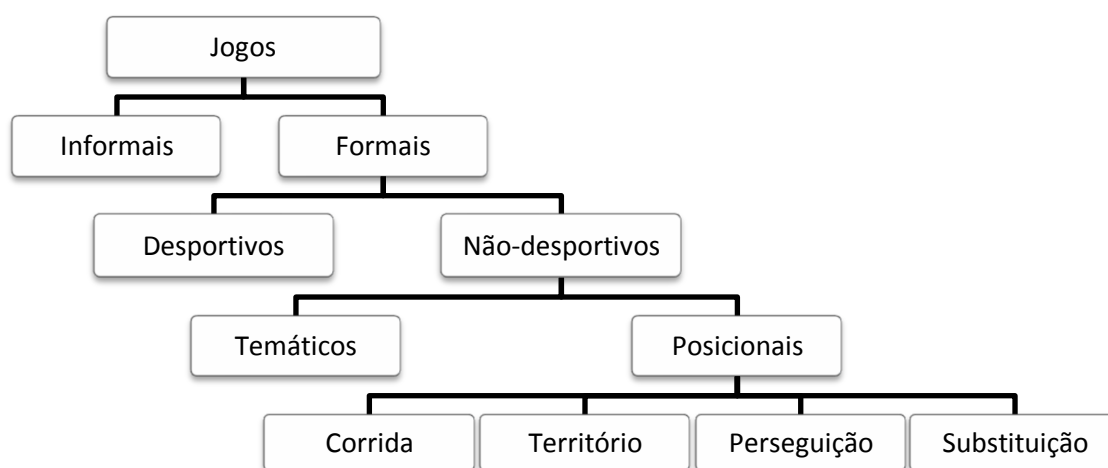 Jogos
Informais
Formais
Desportivos
Não-desportivos
Temáticos
Posicionais
Corrida
Território
Perseguição
Substituição